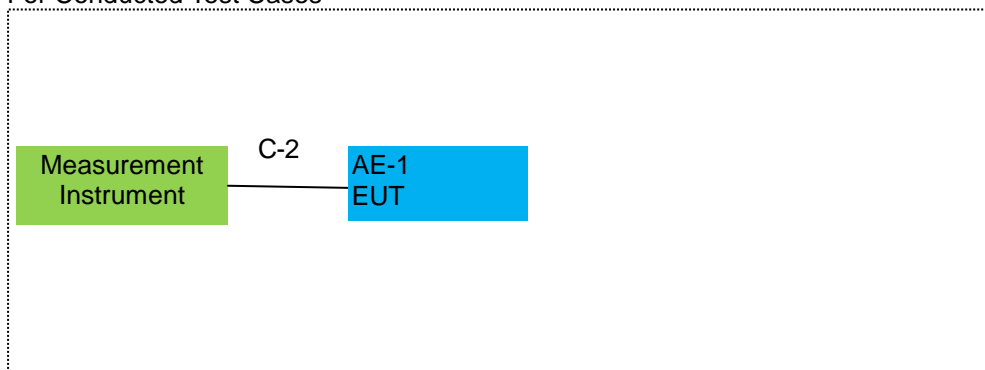 For Conducted Test Cases
C-2
Measurement
Instrument
AE-1
EUT